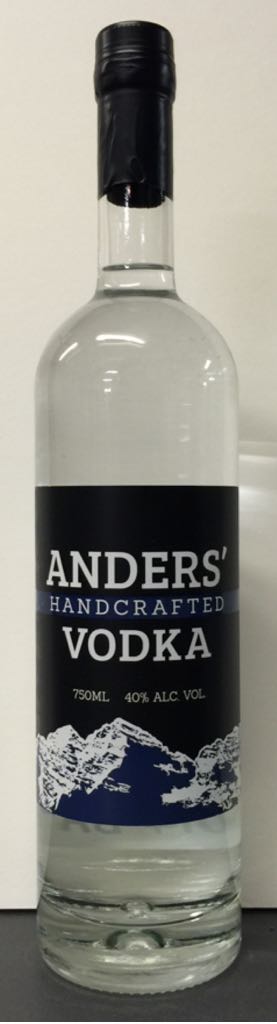 ANDERS'
HANDCRAFTED
VODKA
750ML 40% ALC. VOL.